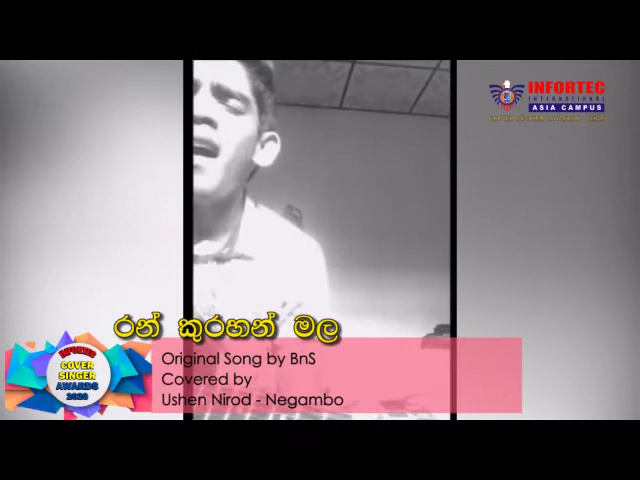 INFORTEC
INTERNATIONAL
ASIA CAMPUS
රන් කුරහන් මල
Original Song by BnS
Covered by
Ushen Nirod - Negambo
INFORTEC
COVER
SINGER
AWARDS
2020